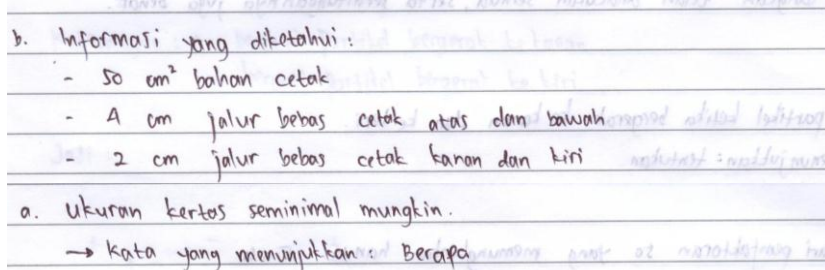 b. Informasi yang diketahui :
- 50 cm² bahan cetak
- 4 cm jalur bebas cetak atas dan bawah
- 2 cm jalur bebas cetak kanan dan kiri
a. Ukuran kertas seminimal mungkin.
→ Kata yang menunjukkan Berapa